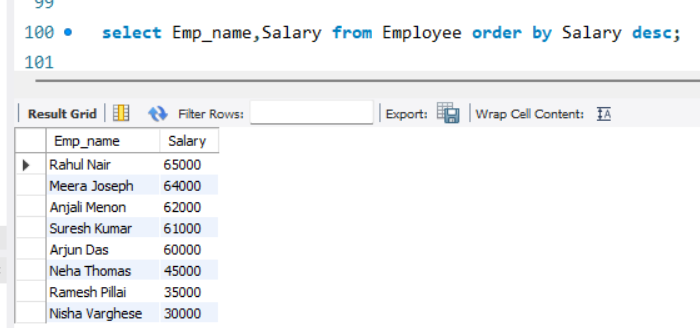 99
100 select Emp_name,Salary from Employee order by Salary desc;
101
Result Grid Filter Rows: Export: Wrap Cell Content: IA
Emp_name Salary
Rahul Nair 65000
Meera Joseph 64000
Anjali Menon 62000
Suresh Kumar 61000
Arjun Das 60000
Neha Thomas 45000
Ramesh Pillai 35000
Nisha Varghese 30000